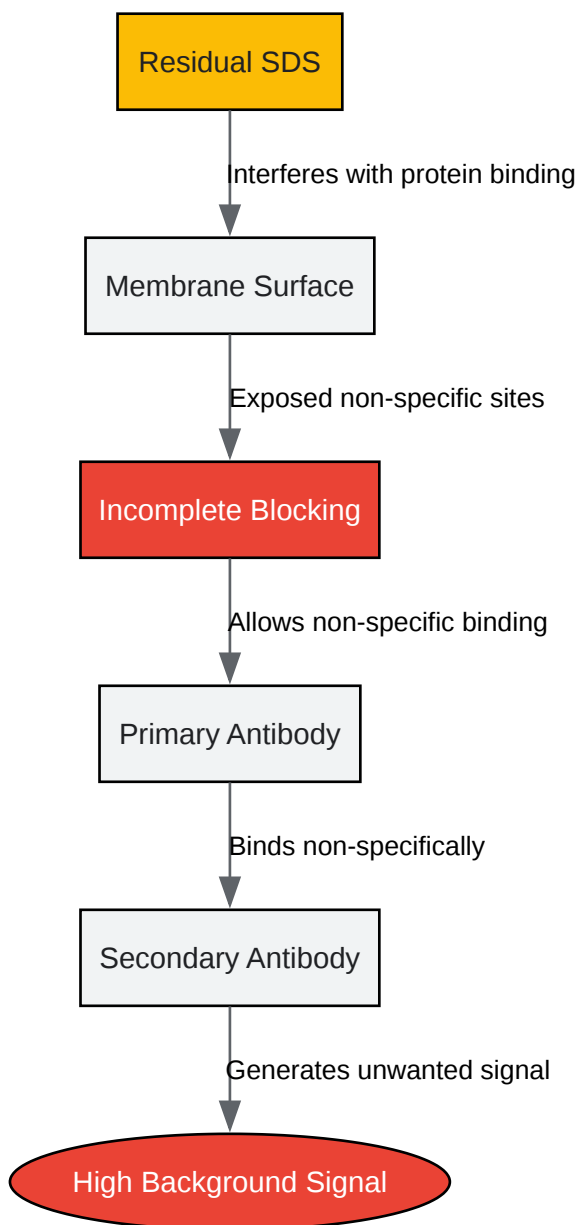 Residual SDS
Interferes with protein binding
Membrane Surface
Exposed non-specific sites
Incomplete Blocking
Allows non-specific binding
Primary Antibody
Binds non-specifically
Secondary Antibody
Generates unwanted signal
High Background Signal